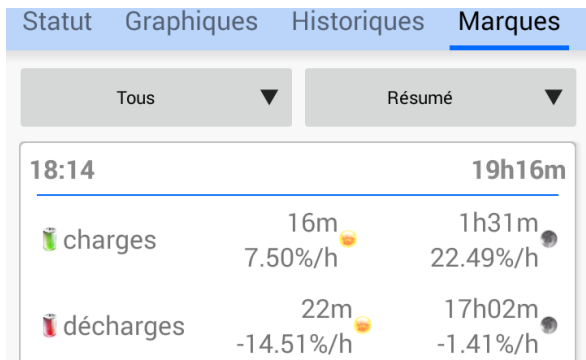 Statut Graphiques Historiques Marques
Tous Résumé
18:14 19h16m
charges 16m 1h31m
7.50%/h 22.49%/h
décharges 22m 17h02m
-14.51%/h -1.41%/h